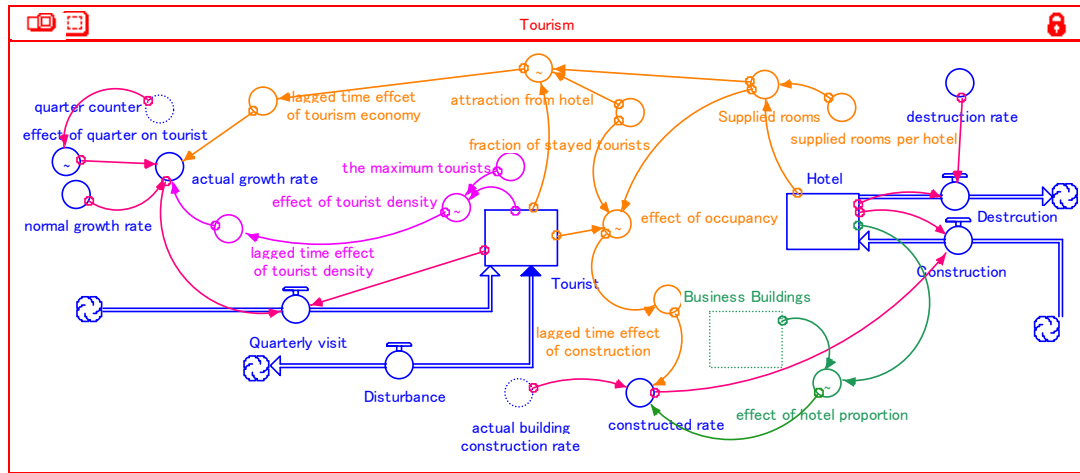 Tourism
quarter counter
effect of quarter on tourist
lagged time effcet
of tourism economy
attraction from hotel
Supplied rooms
supplied rooms per hotel
destruction rate
fraction of stayed tourists
the maximum tourists
actual growth rate
effect of tourist density
normal growth rate
lagged time effect
of tourist density
effect of occupancy
Hotel
Destrcution
Construction
Tourist
Business Buildings
Quarterly visit
lagged time effect
of construction
Disturbance
actual building
construction rate
constructed rate
effect of hotel proportion
~
~
~
~
~
~